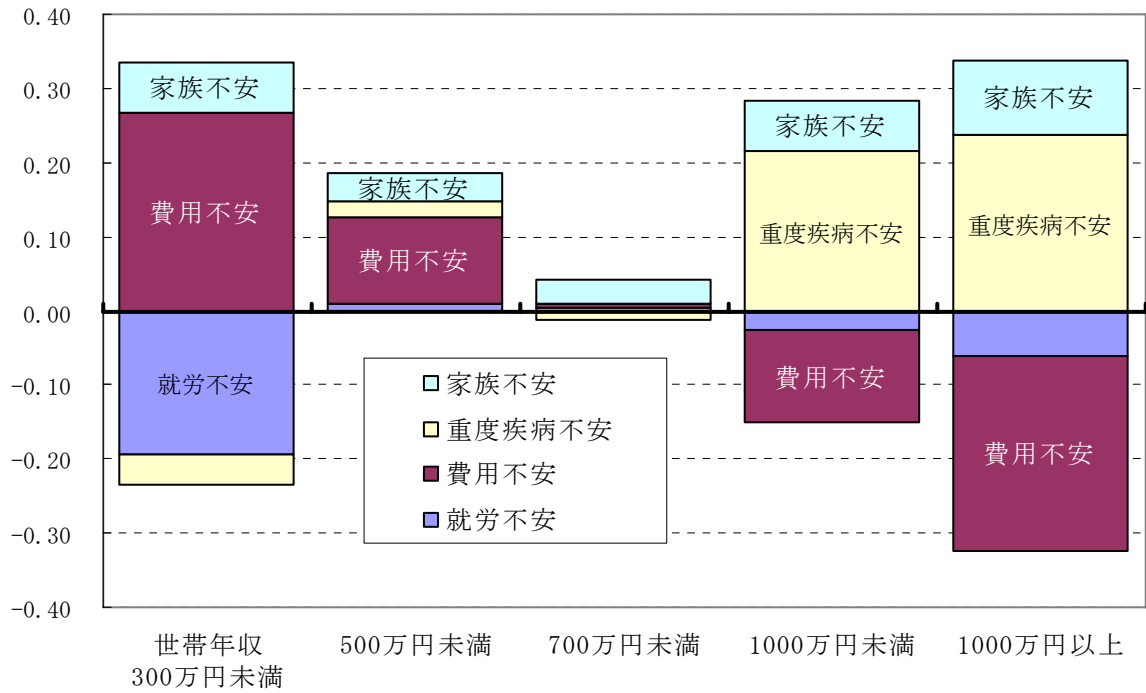 0.40
0.30
0.20
0.10
0.00
-0.10
-0.20
-0.30
-0.40
家族不安
費用不安
就労不安
家族不安
費用不安
家族不安
重度疾病不安
費用不安
家族不安
重度疾病不安
費用不安
家族不安
重度疾病不安
費用不安
就労不安
世帯年収
300万円未満
500万円未満
700万円未満
1000万円未満
1000万円以上